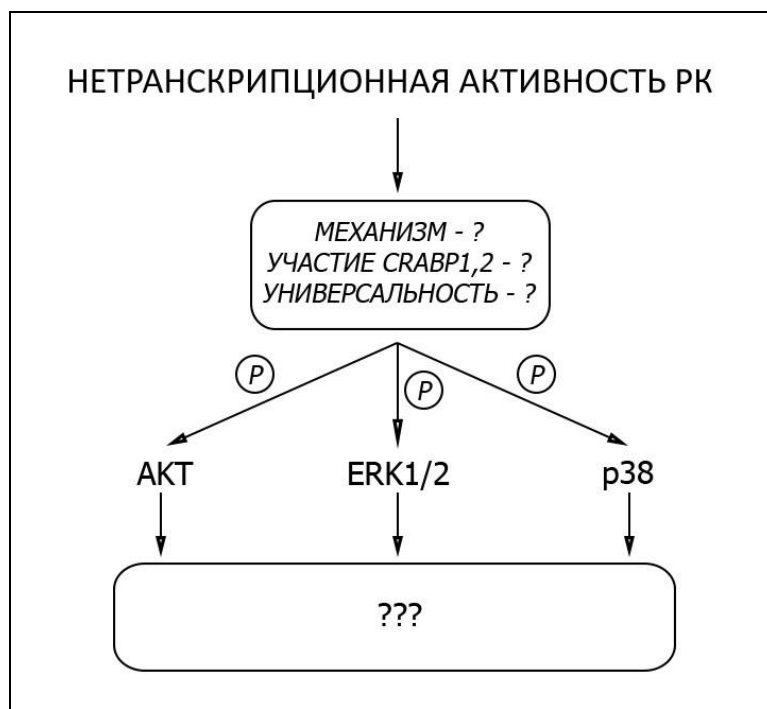 НЕТРАНСКРИПЦИОННАЯ АКТИВНОСТЬ РК
МЕХАНИЗМ - ?
УЧАСТИЕ CRABP1,2 - ?
УНИВЕРСАЛЬНОСТЬ - ?
P P P
AKT ERK1/2 p38
???